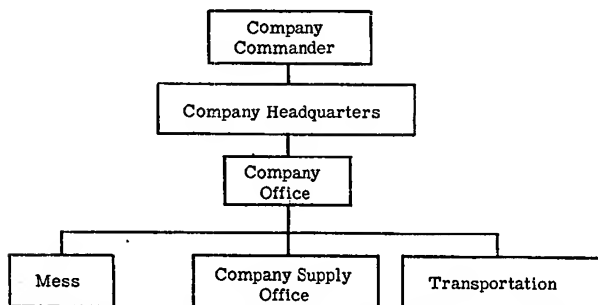 Company
Commander
Company Headquarters
Company
Office
Mess
Company Supply
Office
Transportation